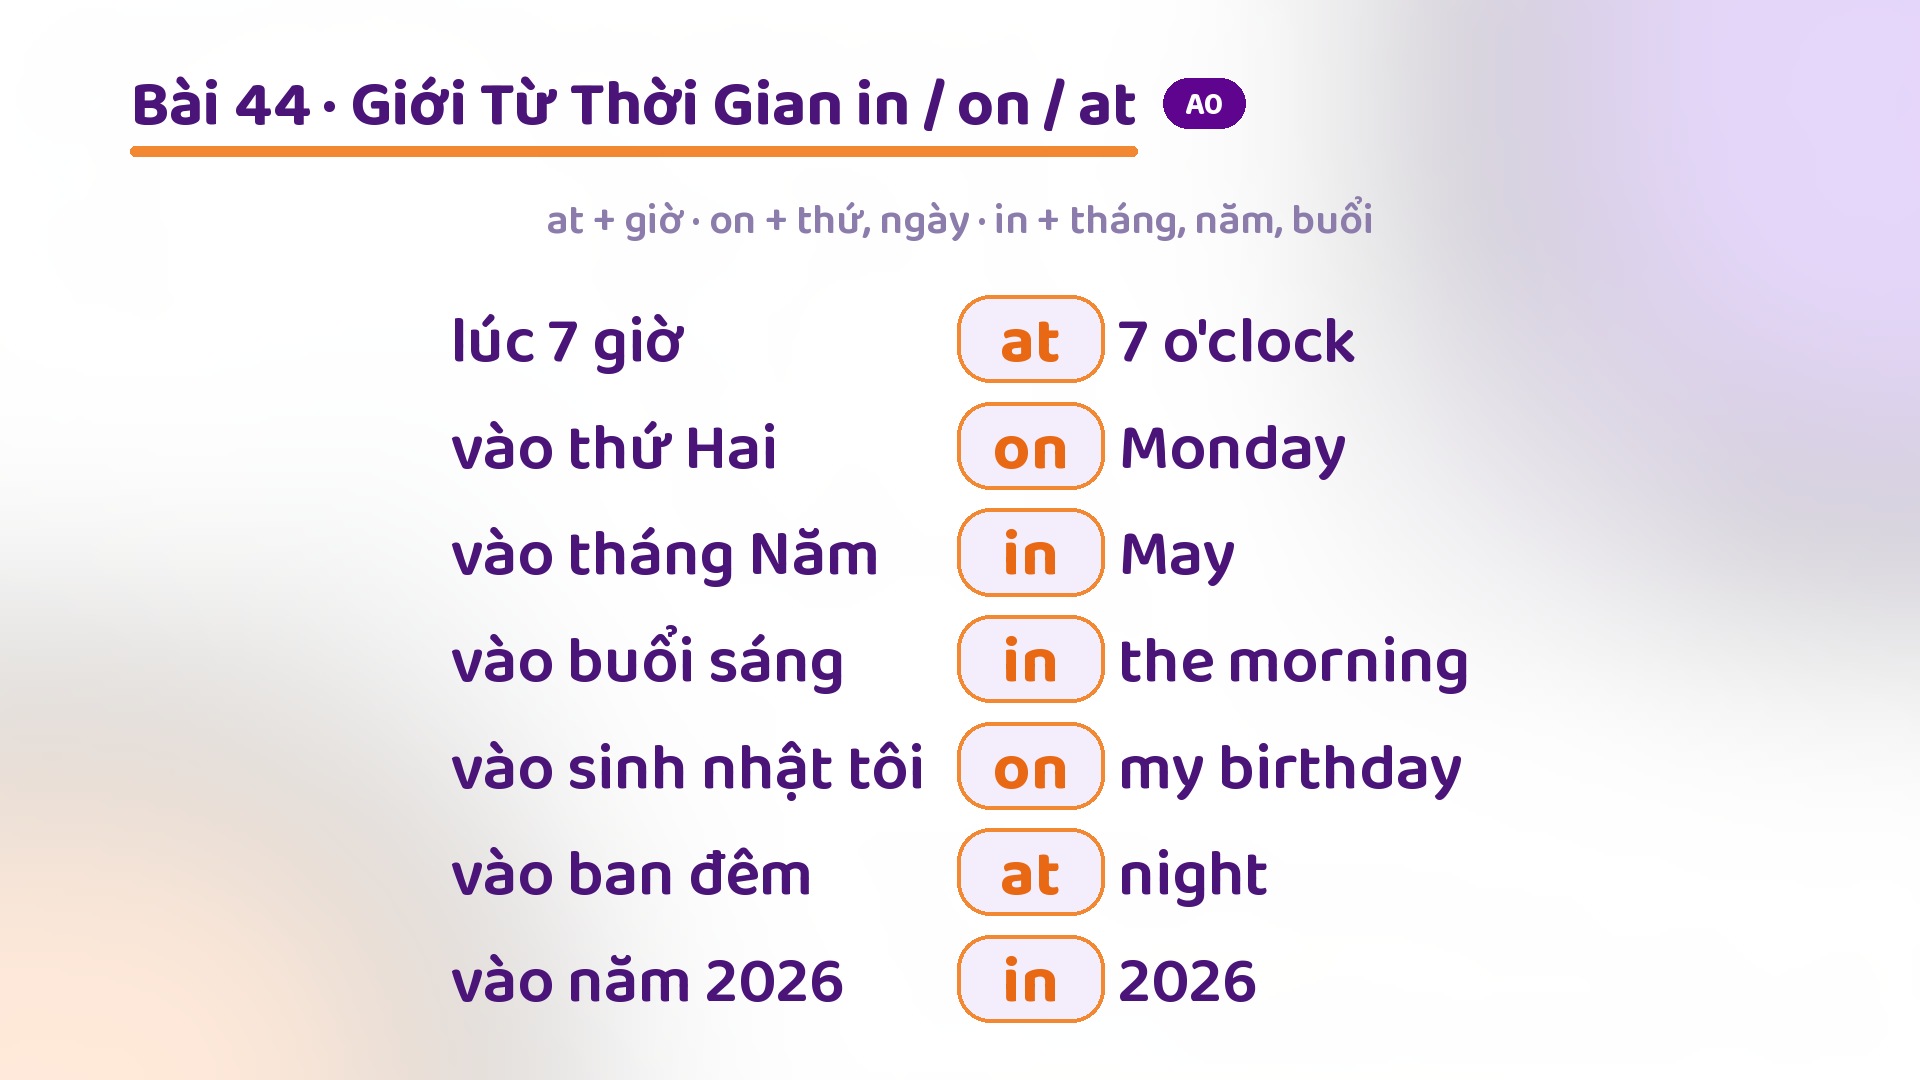 Bài 44 · Giới Từ Thời Gian in / on / at A0
at + giờ · on + thứ, ngày · in + tháng, năm, buổi
lúc 7 giờ at 7 o'clock
vào thứ Hai on Monday
vào tháng Năm in May
vào buổi sáng in the morning
vào sinh nhật tôi on my birthday
vào ban đêm at night
vào năm 2026 in 2026